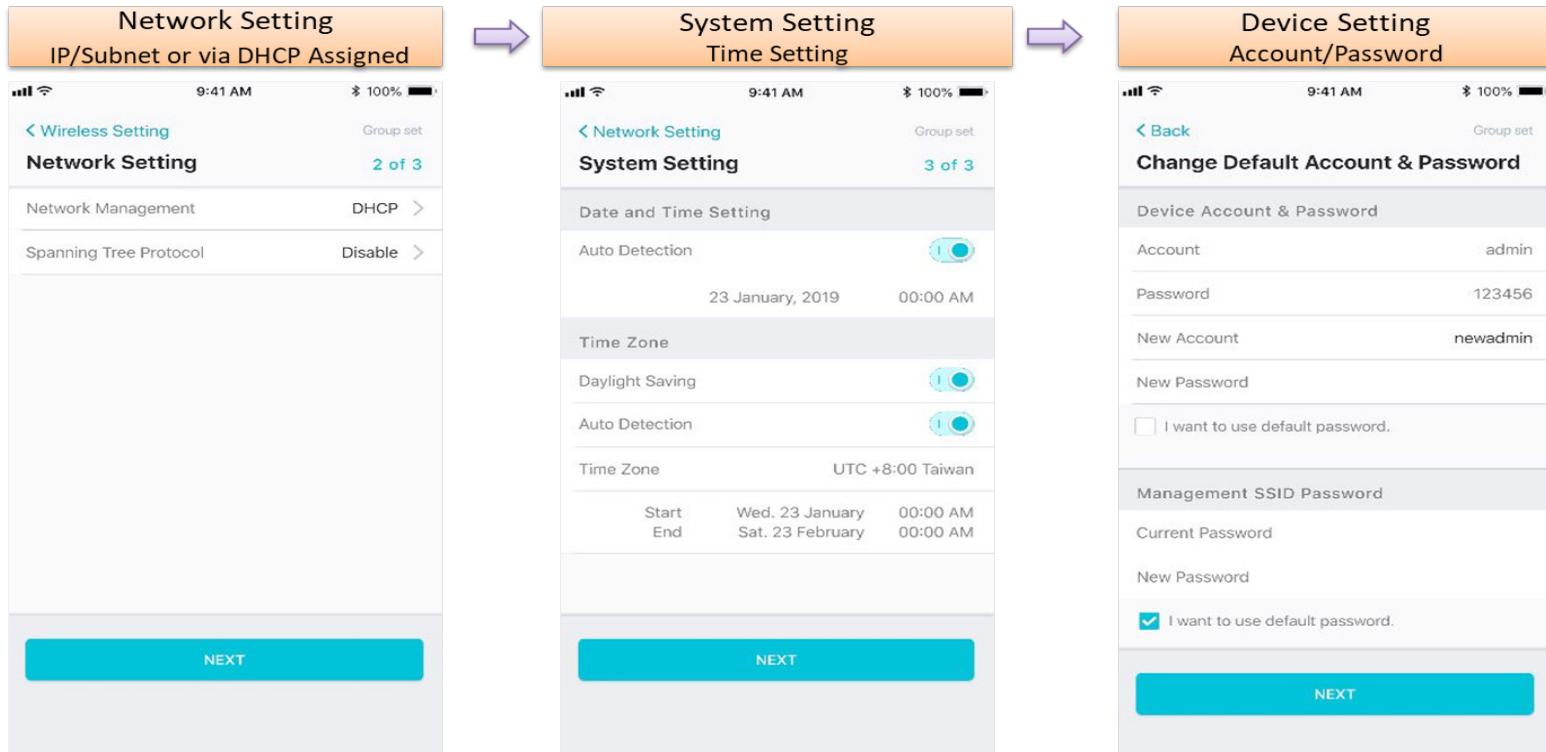 Network Setting
IP/Subnet or via DHCP Assigned
9:41 AM 100%
Wireless Setting Group set
Network Setting 2 of 3
Network Management DHCP
Spanning Tree Protocol Disable
NEXT
System Setting
Time Setting
9:41 AM 100%
Network Setting Group set
System Setting 3 of 3
Date and Time Setting
Auto Detection
23 January, 2019 00:00 AM
Time Zone
Daylight Saving
Auto Detection
Time Zone UTC +8:00 Taiwan
Start Wed. 23 January 00:00 AM
End Sat. 23 February 00:00 AM
NEXT
Device Setting
Account/Password
9:41 AM 100%
Back Group set
Change Default Account & Password
Device Account & Password
Account admin
Password 123456
New Account newadmin
New Password
I want to use default password.
Management SSID Password
Current Password
New Password
I want to use default password.
NEXT